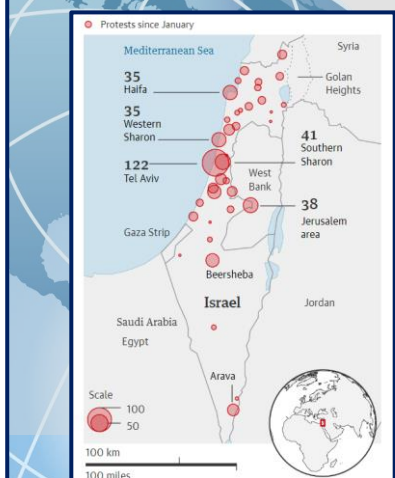 Protests since January
Mediterranean Sea
Syria
35
Haifa
Golan
Heights
35
Western
Sharon
41
Southern
Sharon
122
Tel Aviv
West
Bank
38
Jerusalem
area
Gaza Strip
Beersheba
Israel
Jordan
Saudi Arabia
Egypt
Arava
Scale
100
50
100 km
100 miles